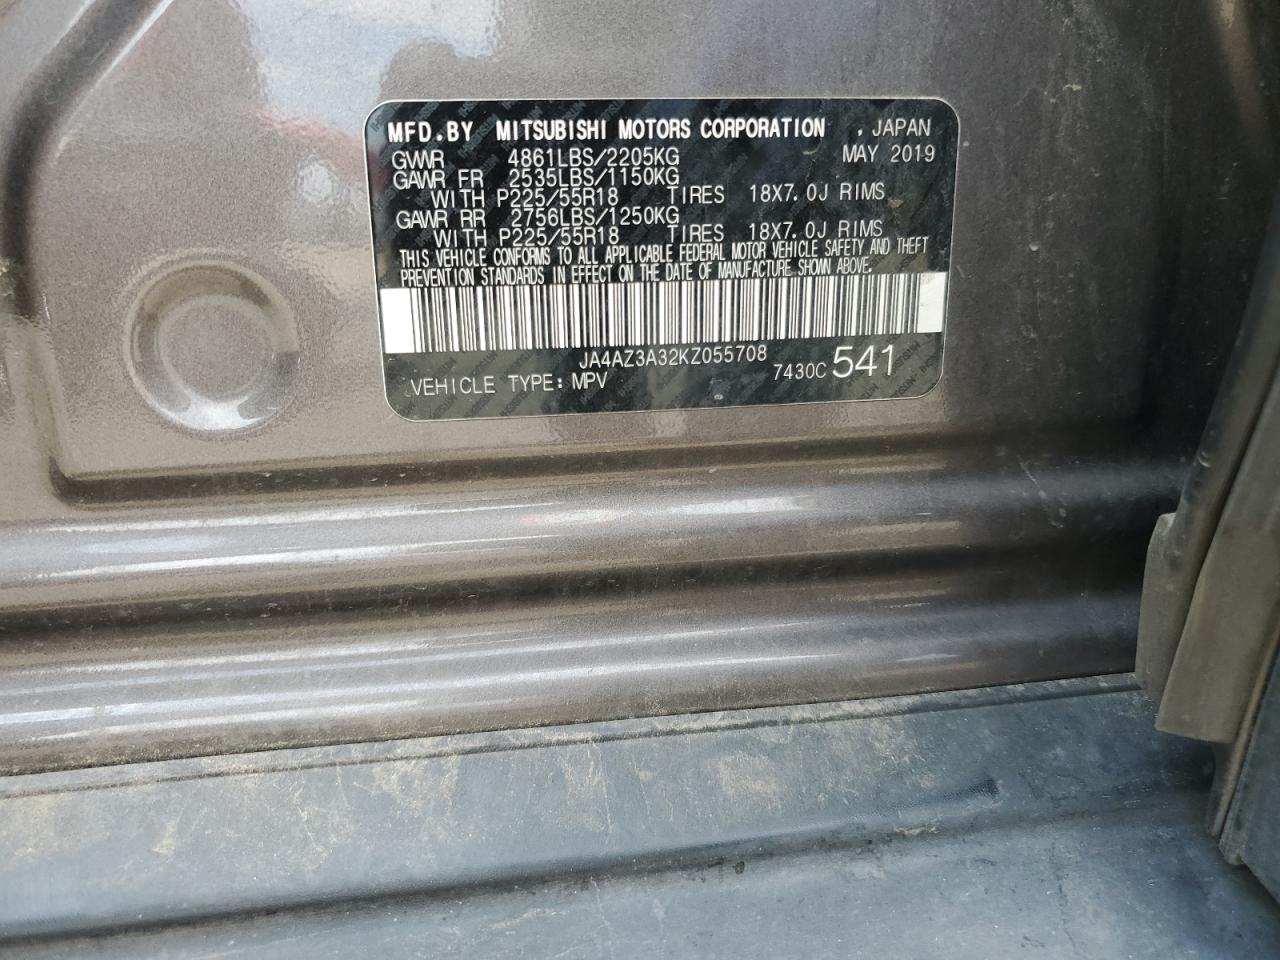 MFD.BY MITSUBISHI MOTORS CORPORATION , JAPAN
GVWR 4861LBS/2205KG MAY 2019
GAWR FR 2535LBS/1150KG
WITH P225/55R18 TIRES 18X7.0J RIMS
GAWR RR 2756LBS/1250KG
WITH P225/55R18 TIRES 18X7.0J RIMS
THIS VEHICLE CONFORMS TO ALL APPLICABLE FEDERAL MOTOR VEHICLE SAFETY AND THEFT
PREVENTION STANDARDS IN EFFECT ON THE DATE OF MANUFACTURE SHOWN ABOVE.
JA4AZ3A32KZ055708
VEHICLE TYPE: MPV 7430C 541